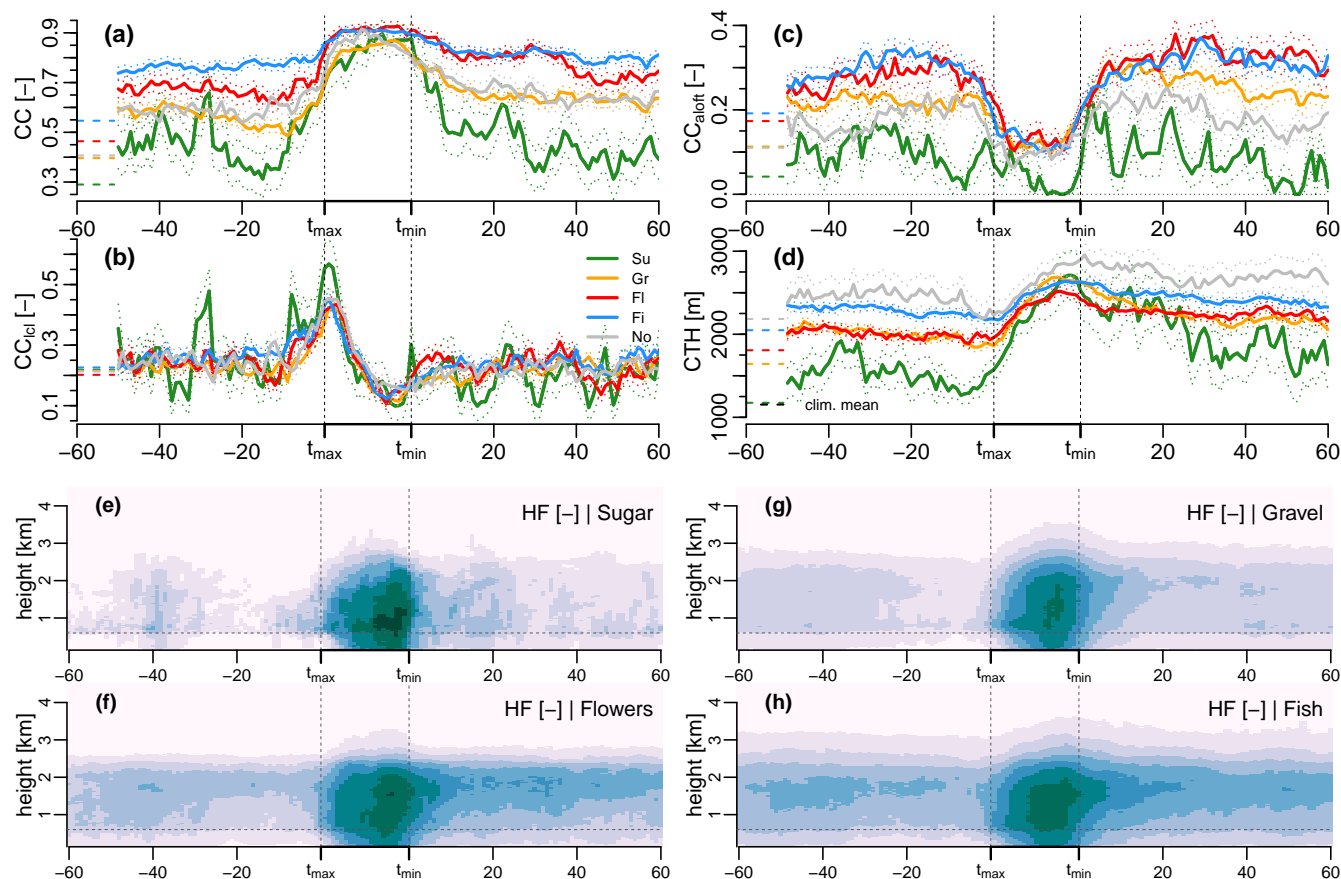 (a)
CC [−]
0.3 0.5 0.7 0.9
−60 −40 −20 tmax tmin 20 40 60
(c)
CCaloft [−]
0.0 0.2 0.4
−60 −40 −20 tmax tmin 20 40 60
(b)
CClcl [−]
0.1 0.3 0.5
Su
Gr
Fl
Fi
No
−60 −40 −20 tmax tmin 20 40 60
(d)
CTH [m]
1000 2000 3000
clim. mean
−60 −40 −20 tmax tmin 20 40 60
(e)
HF [−] | Sugar
height [km]
1 2 3 4
−60 −40 −20 tmax tmin 20 40 60
(g)
HF [−] | Gravel
height [km]
1 2 3 4
−60 −40 −20 tmax tmin 20 40 60
(f)
HF [−] | Flowers
height [km]
1 2 3 4
−60 −40 −20 tmax tmin 20 40 60
(h)
HF [−] | Fish
height [km]
1 2 3 4
−60 −40 −20 tmax tmin 20 40 60